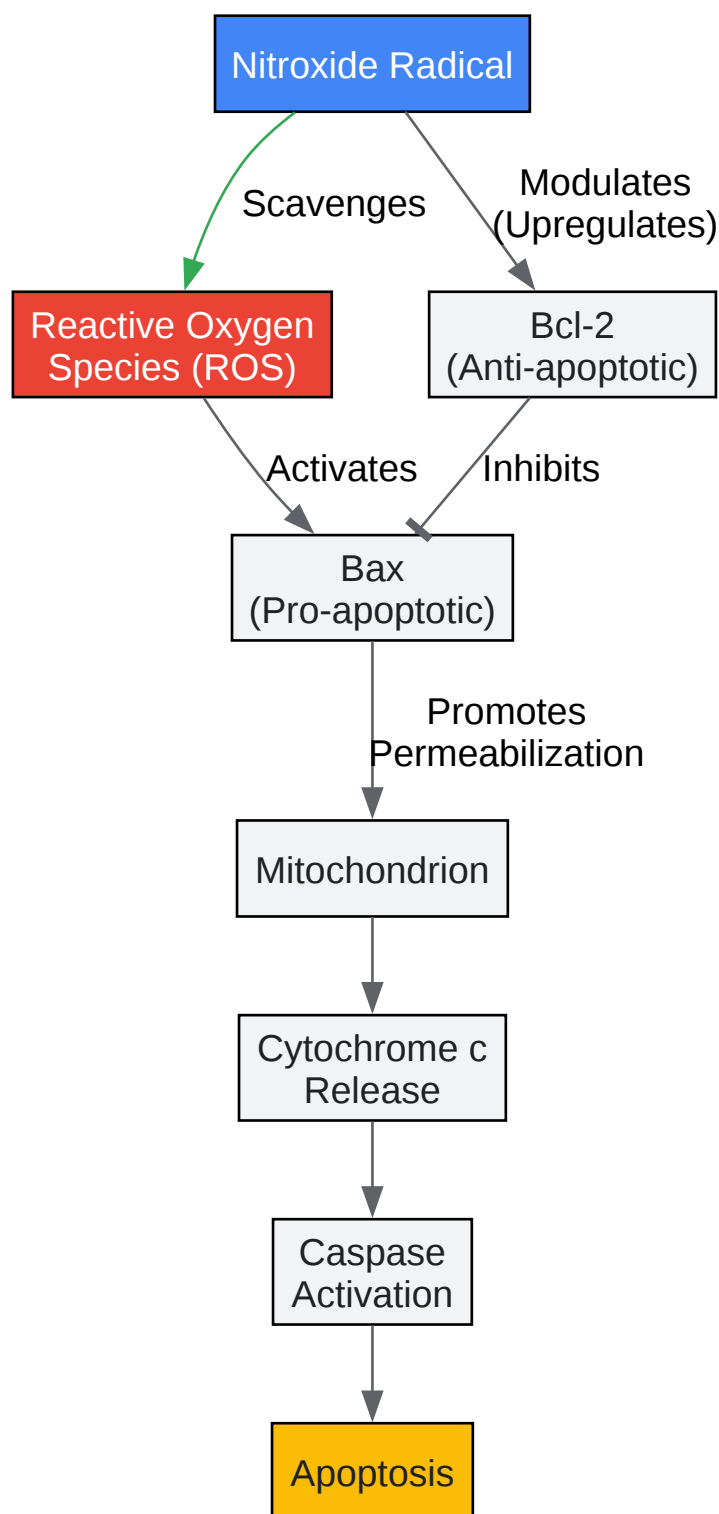 Nitroxide Radical
Scavenges
Modulates
(Upregulates)
Reactive Oxygen
Species (ROS)
Bcl-2
(Anti-apoptotic)
Activates
Inhibits
Bax
(Pro-apoptotic)
Promotes
Permeabilization
Mitochondrion
Cytochrome c
Release
Caspase
Activation
Apoptosis